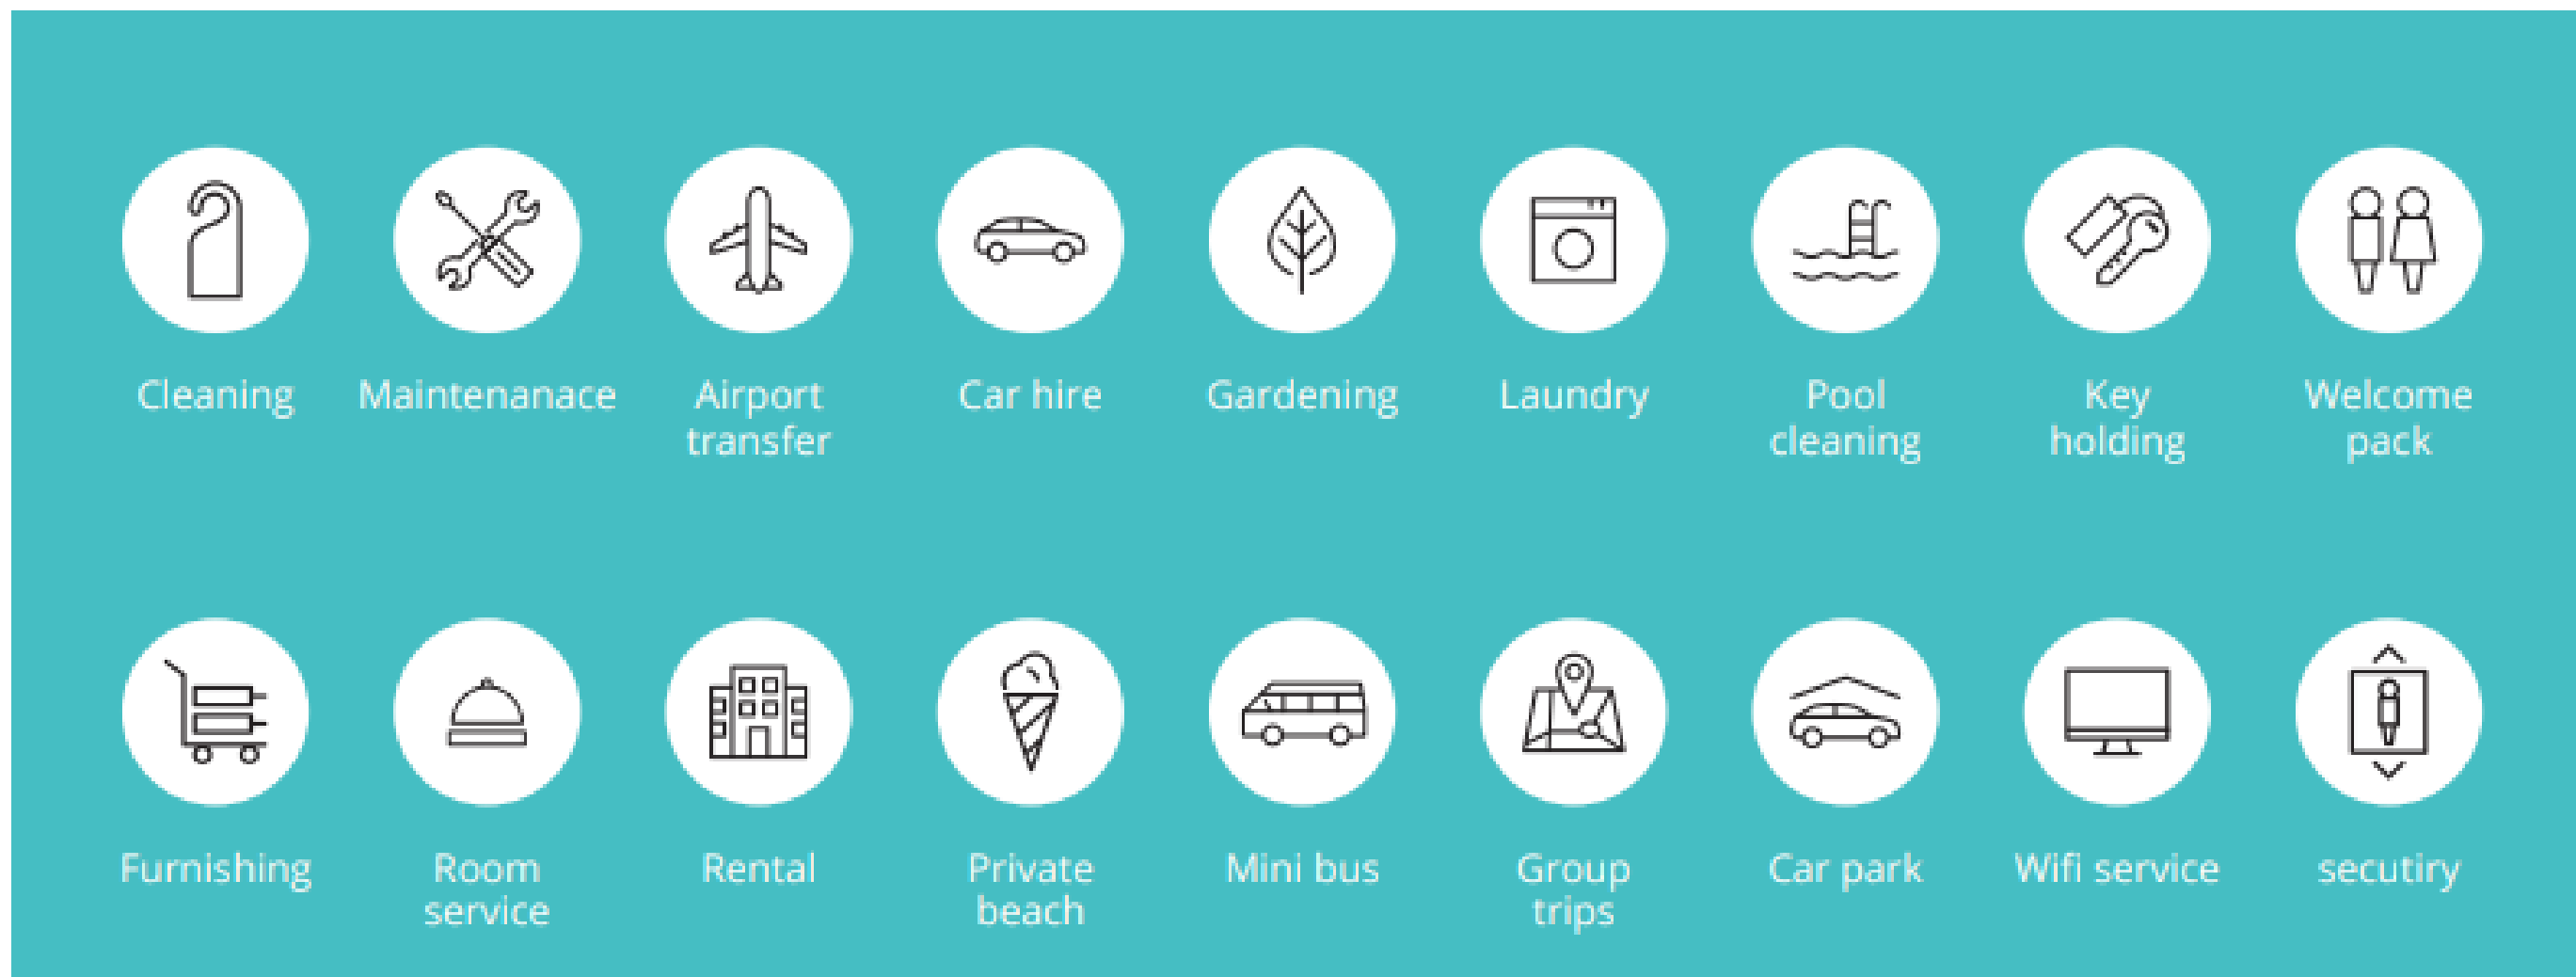 Cleaning
Maintenanace
Airport
transfer
Car hire
Gardening
Laundry
Pool
cleaning
Key
holding
Welcome
pack
Furnishing
Room
service
Rental
Private
beach
Mini bus
Group
trips
Car park
Wifi service
secutiry